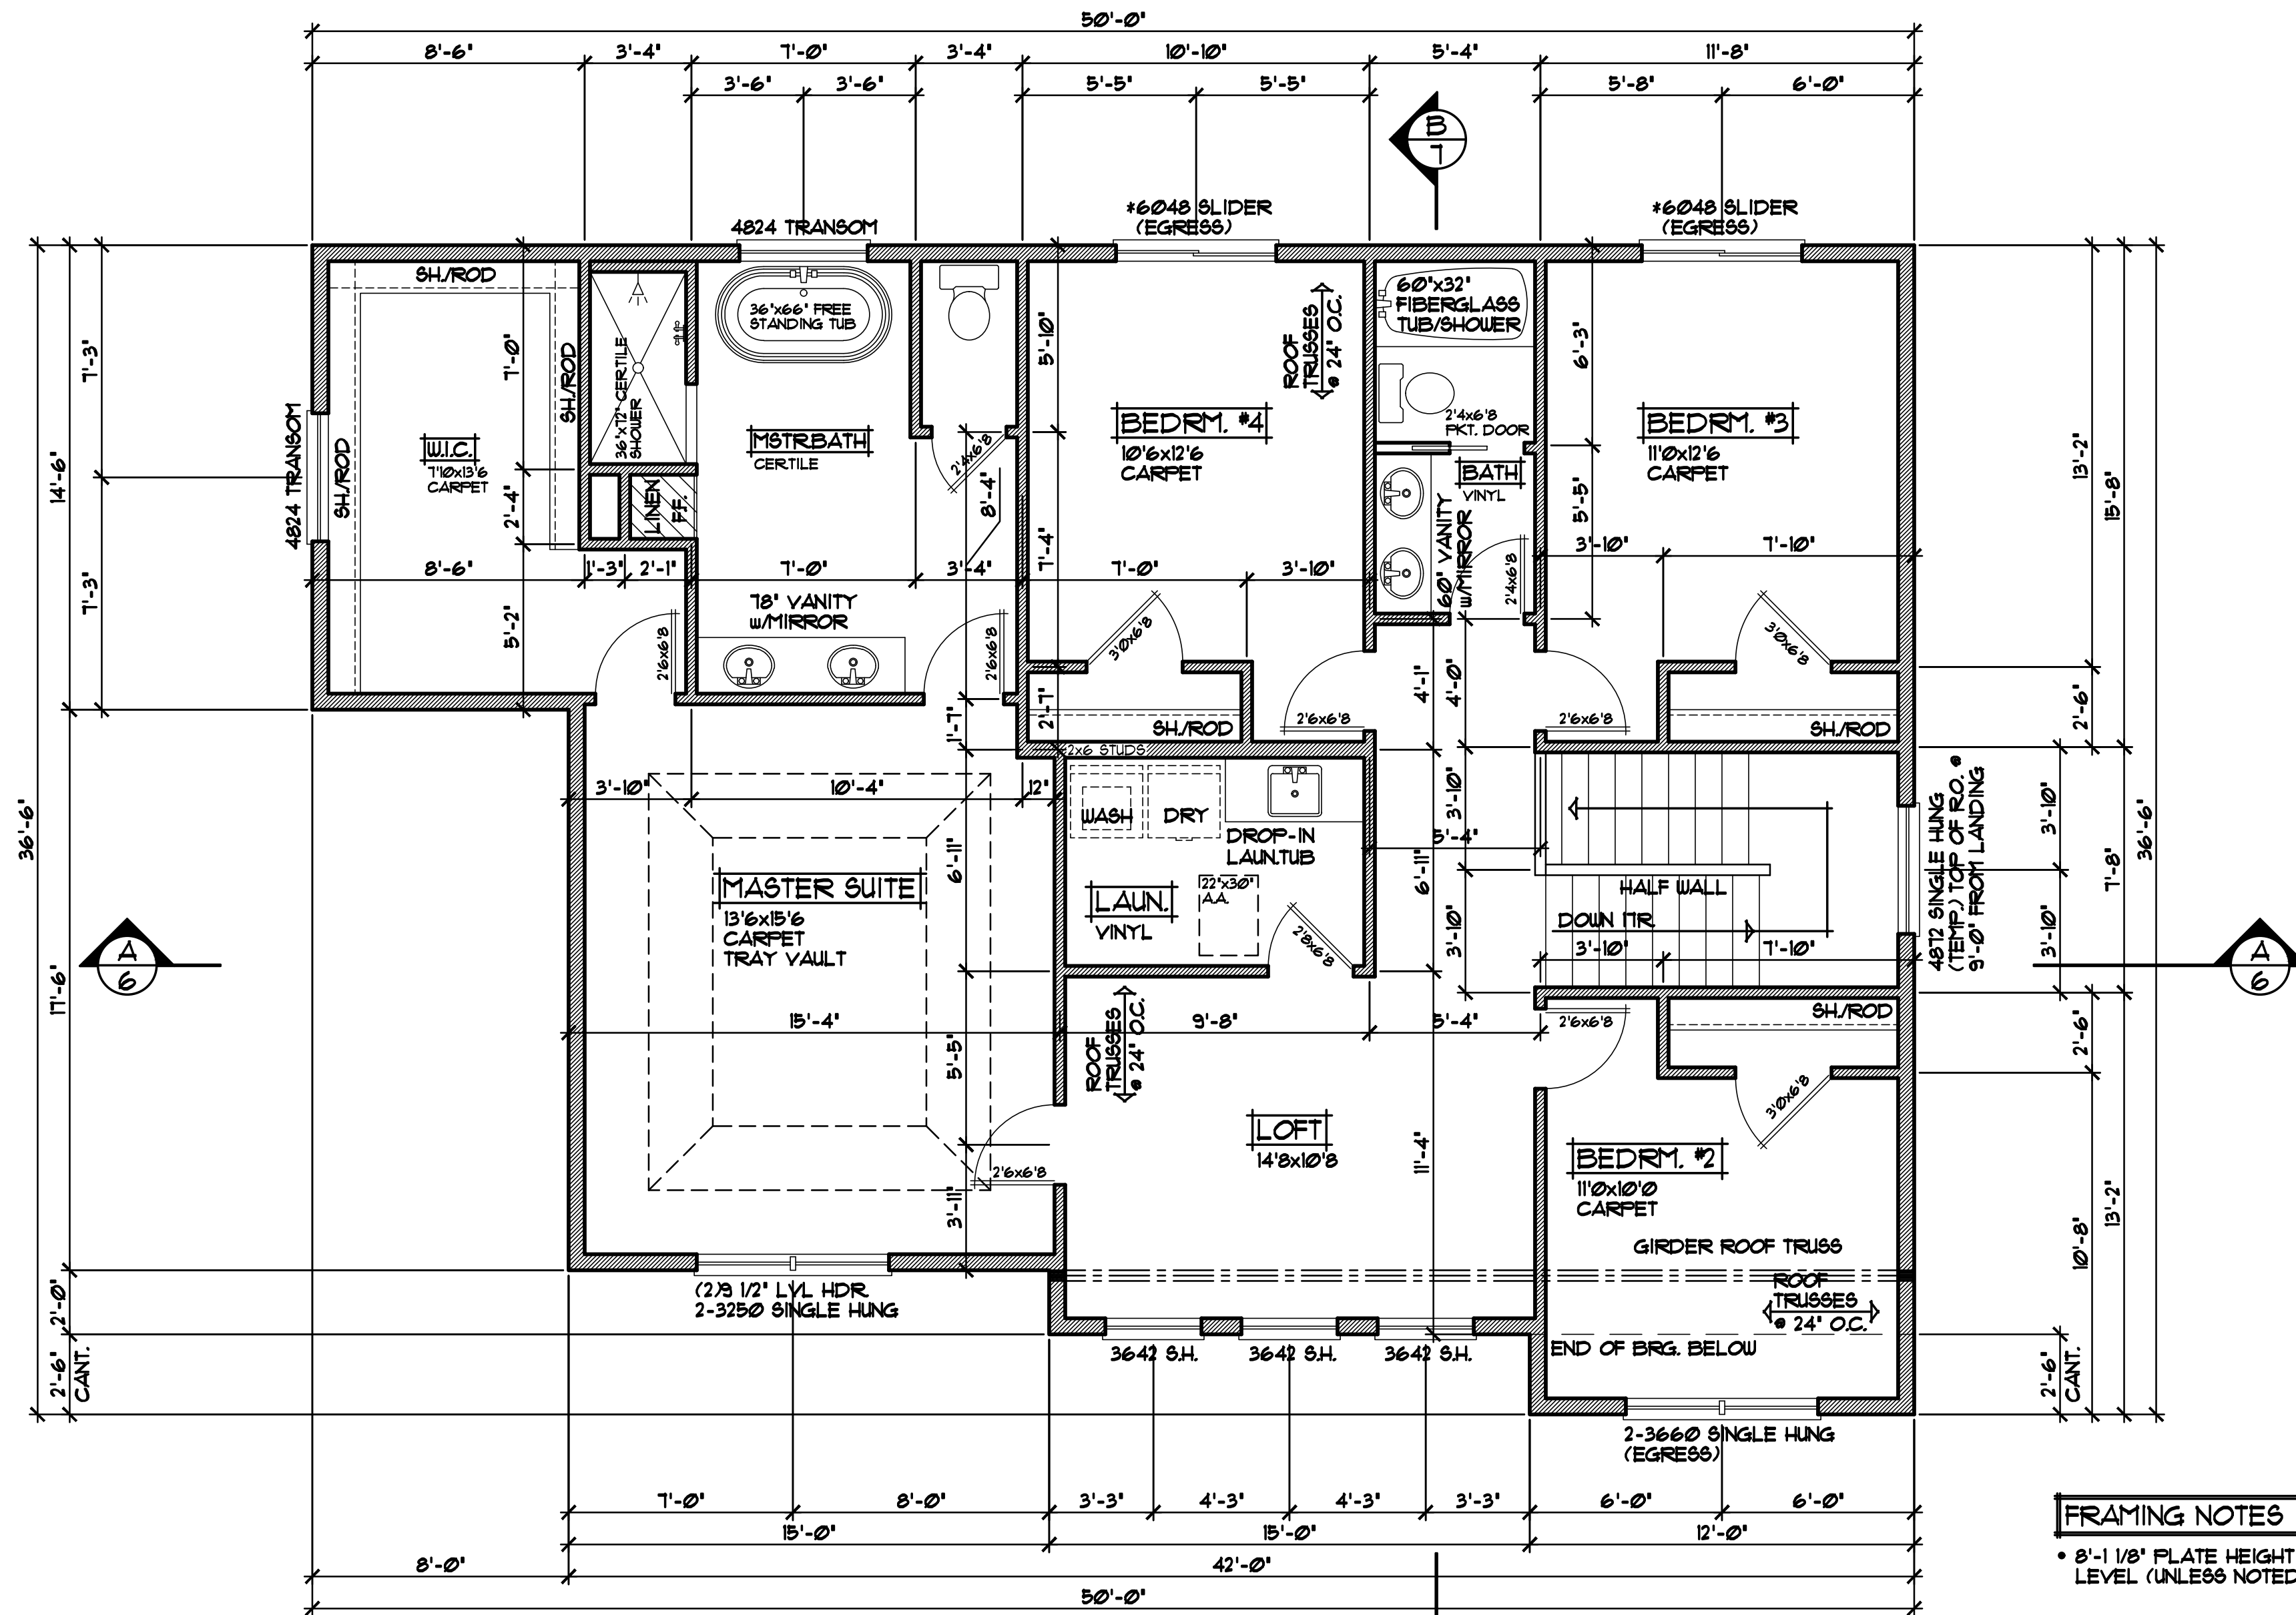 50'-0"
8'-6" 3'-4" 7'-0" 3'-4" 10'-10" 5'-4" 11'-8"
3'-6" 3'-6" 5'-5" 5'-5" 5'-8" 6'-0"
B
7
4824 TRANSOM
*6048 SLIDER
(EGRESS)
*6048 SLIDER
(EGRESS)
36'-6"
14'-6"
7'-3"
7'-3"
17'-6"
2'-0"
2'-6"
CANT.
4824 TRANSOM
SH./ROD
SH./ROD
SH./ROD
W.I.C.
7'10x13'6
CARPET
7'-0"
2'-4"
5'-2"
36"x72" CERTILE
SHOWER
LINEN
F.F.
36"x66" FREE
STANDING TUB
MSTR.BATH
CERTILE
2'4x6'8
8'-4"
5'-10"
7'-4"
2'-7"
8'-6" 1'-3" 2'-1" 7'-0" 3'-4" 7'-0" 3'-10"
78" VANITY
w/MIRROR
2'6x6'8
2'6x6'8
1'-7"
BEDRM. #4
10'6x12'6
CARPET
ROOF
TRUSSES
@ 24" O.C.
3'0x6'8
SH./ROD
2'6x6'8
2x6 STUDS
60"x32"
FIBERGLASS
TUB/SHOWER
2'4x6'8
PKT. DOOR
BATH
VINYL
60" VANITY
w/MIRROR
2'4x6'8
6'-3"
5'-5"
BEDRM. #3
11'0x12'6
CARPET
3'-10" 7'-10"
3'0x6'8
2'6x6'8
SH./ROD
4'-1"
4'-0"
13'-2"
15'-8"
2'-6"
3'-10"
3'-10"
7'-8"
36'-6"
2'-6"
10'-8"
13'-2"
2'-6"
CANT.
3'-10" 10'-4" 12"
WASH DRY
DROP-IN
LAUN.TUB
LAUN.
VINYL
22"x30"
A.A.
2'8x6'8
6'-11"
6'-11"
3'-10"
5'-4"
3'-10"
HALF WALL
DOWN 17R
3'-10" 7'-10"
4872 SINGLE HUNG
(TEMP.) TOP OF R.O. @
9'-0" FROM LANDING
MASTER SUITE
13'6x15'6
CARPET
TRAY VAULT
A
6
A
6
15'-4" 9'-8" 5'-4"
5'-5"
3'-11"
2'6x6'8
ROOF
TRUSSES
@ 24" O.C.
LOFT
14'8x10'8
11'-4"
2'6x6'8
SH./ROD
3'0x6'8
BEDRM. #2
11'0x10'0
CARPET
GIRDER ROOF TRUSS
ROOF
TRUSSES
@ 24" O.C.
END OF BRG. BELOW
(2)9 1/2" LVL HDR.
2-3250 SINGLE HUNG
3642 S.H. 3642 S.H. 3642 S.H.
2-3660 SINGLE HUNG
(EGRESS)
7'-0" 8'-0" 3'-3" 4'-3" 4'-3" 3'-3" 6'-0" 6'-0"
15'-0" 15'-0" 12'-0"
8'-0" 42'-0"
50'-0"
FRAMING NOTES
• 8'-1 1/8" PLATE HEIGHT
LEVEL (UNLESS NOTED